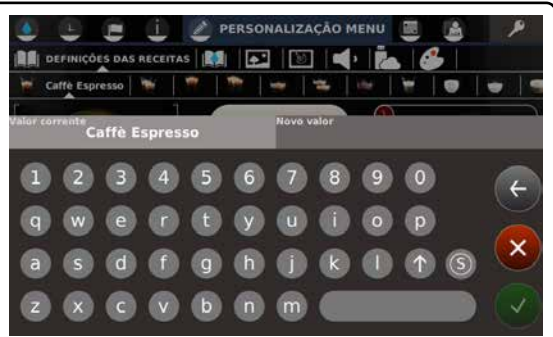 PERSONALIZAÇÃO MENU
DEFINIÇÕES DAS RECEITAS
Caffè Espresso
Valor corrente
Novo valor
Caffè Espresso
1 2 3 4 5 6 7 8 9 0
q w e r t y u i o p
a s d f g h j k l ↑ S
z x c v b n m